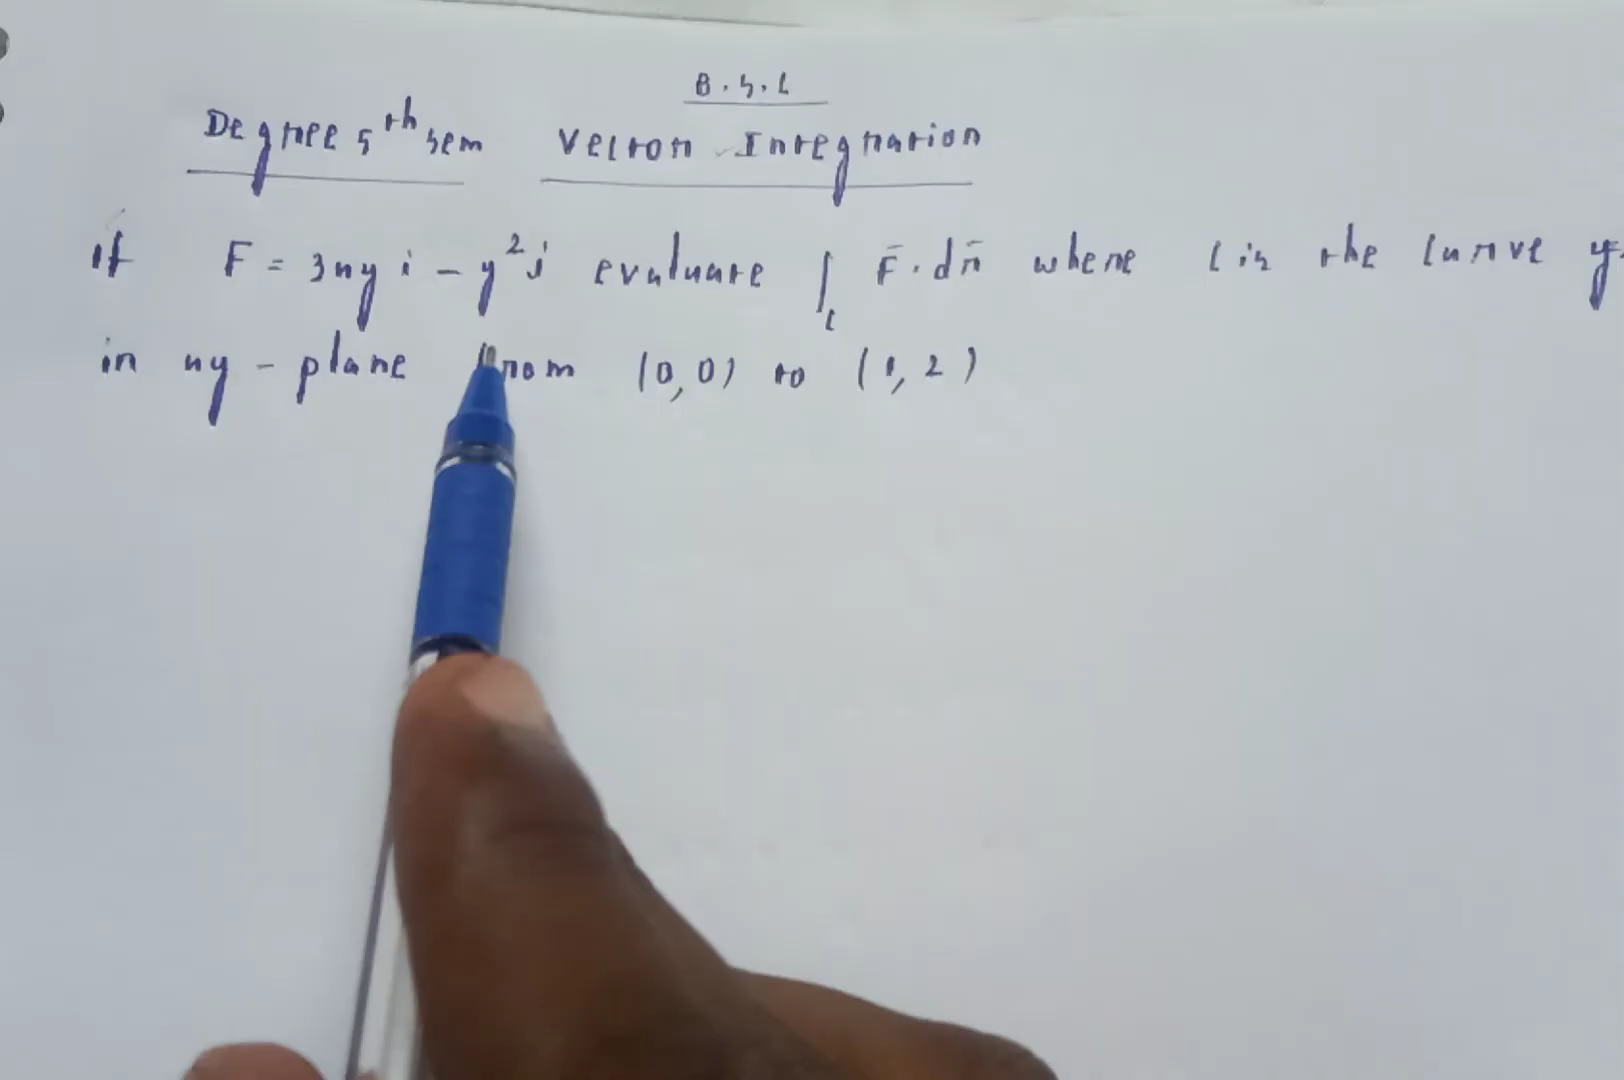 B.S.C
Degree 5th sem Vector Integration
if F = 3xyi - y²j evaluate ∫c F̄.dr̄ where C is the curve y=
in xy-plane from (0,0) to (1,2)